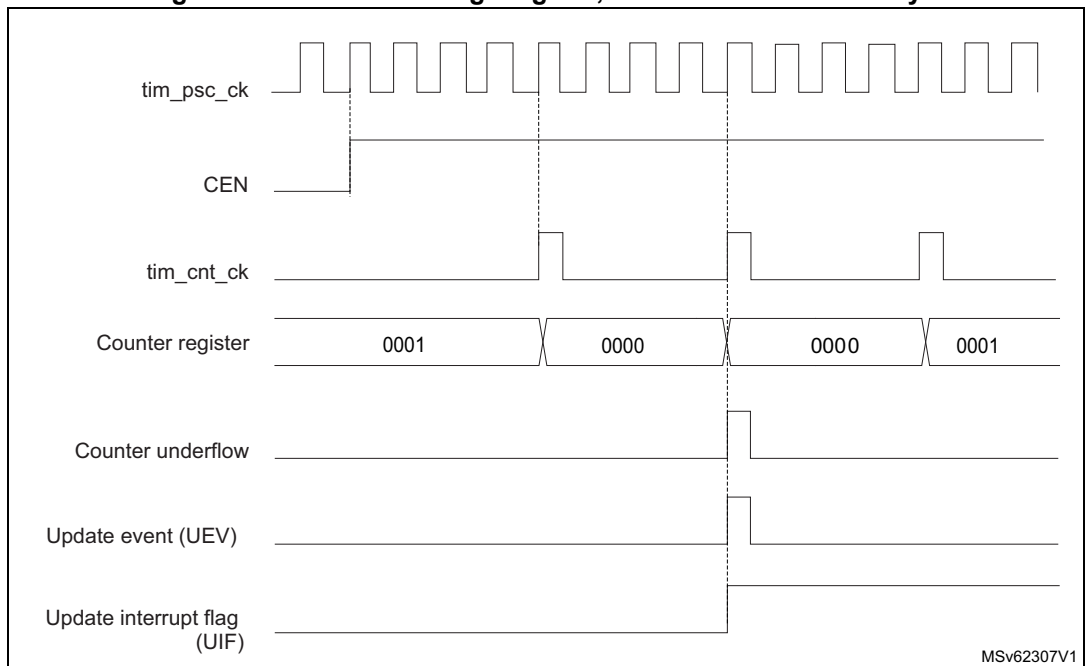 tim_psc_ck
CEN
tim_cnt_ck
Counter register
0001
0000
0000
0001
Counter underflow
Update event (UEV)
Update interrupt flag
(UIF)
MSv62307V1